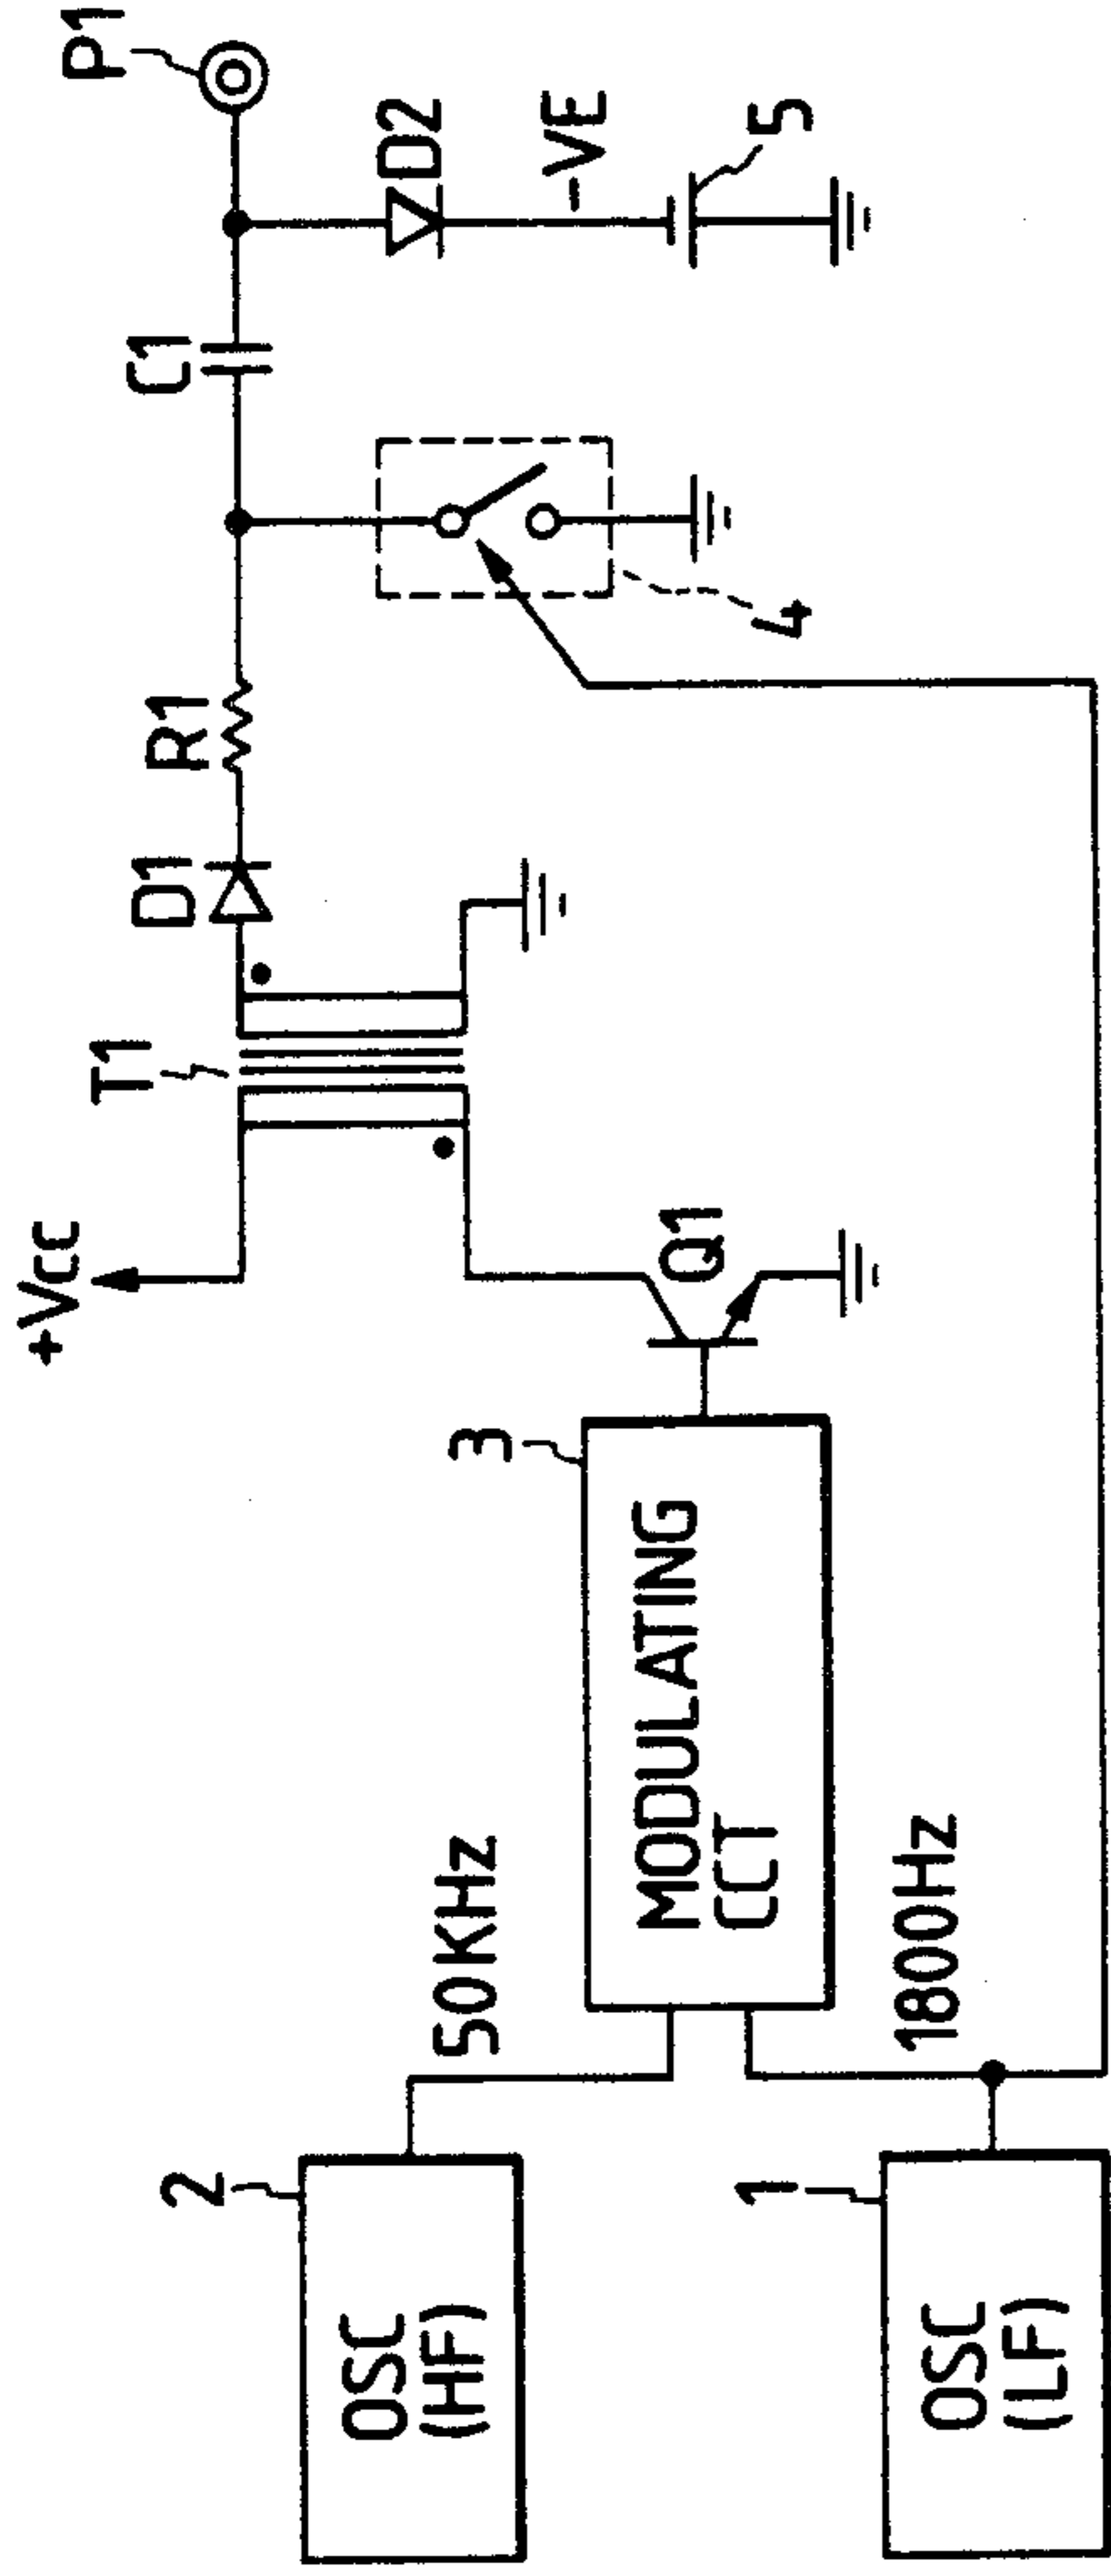 +Vcc
T1
D1
R1
C1
P1
D2
-VE
5
4
Q1
3
MODULATING
CCT
50KHz
1800Hz
2
OSC
(HF)
1
OSC
(LF)